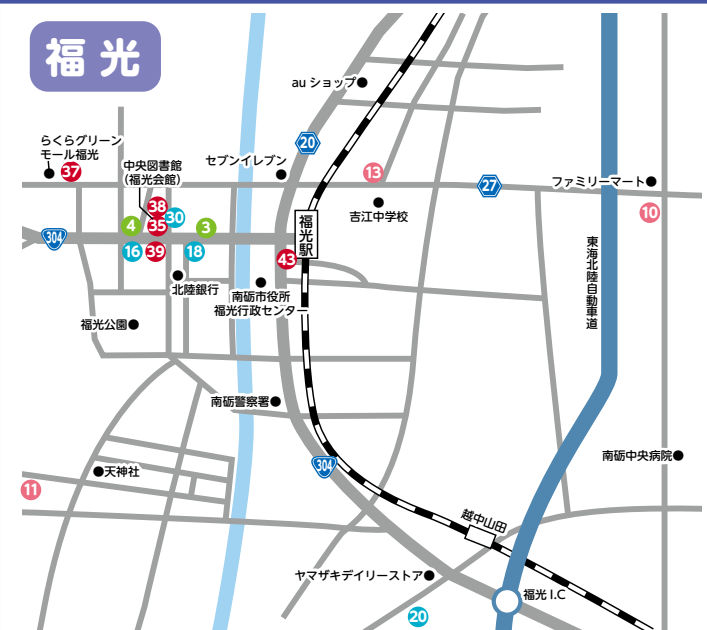 福光
auショップ
20
らくらくグリーン
モール福光
37
中央図書館
(福光会館)
セブンイレブン
13
27
ファミリーマート
吉江中学校
10
38
30
4
35
3
304
福光駅
16
39
18
43
東海北陸自動車道
北陸銀行
南砺市役所
福光行政センター
福光公園
南砺警察署
304
南砺中央病院
天神社
11
越中山田
ヤマザキデイリーストア
福光I.C
20